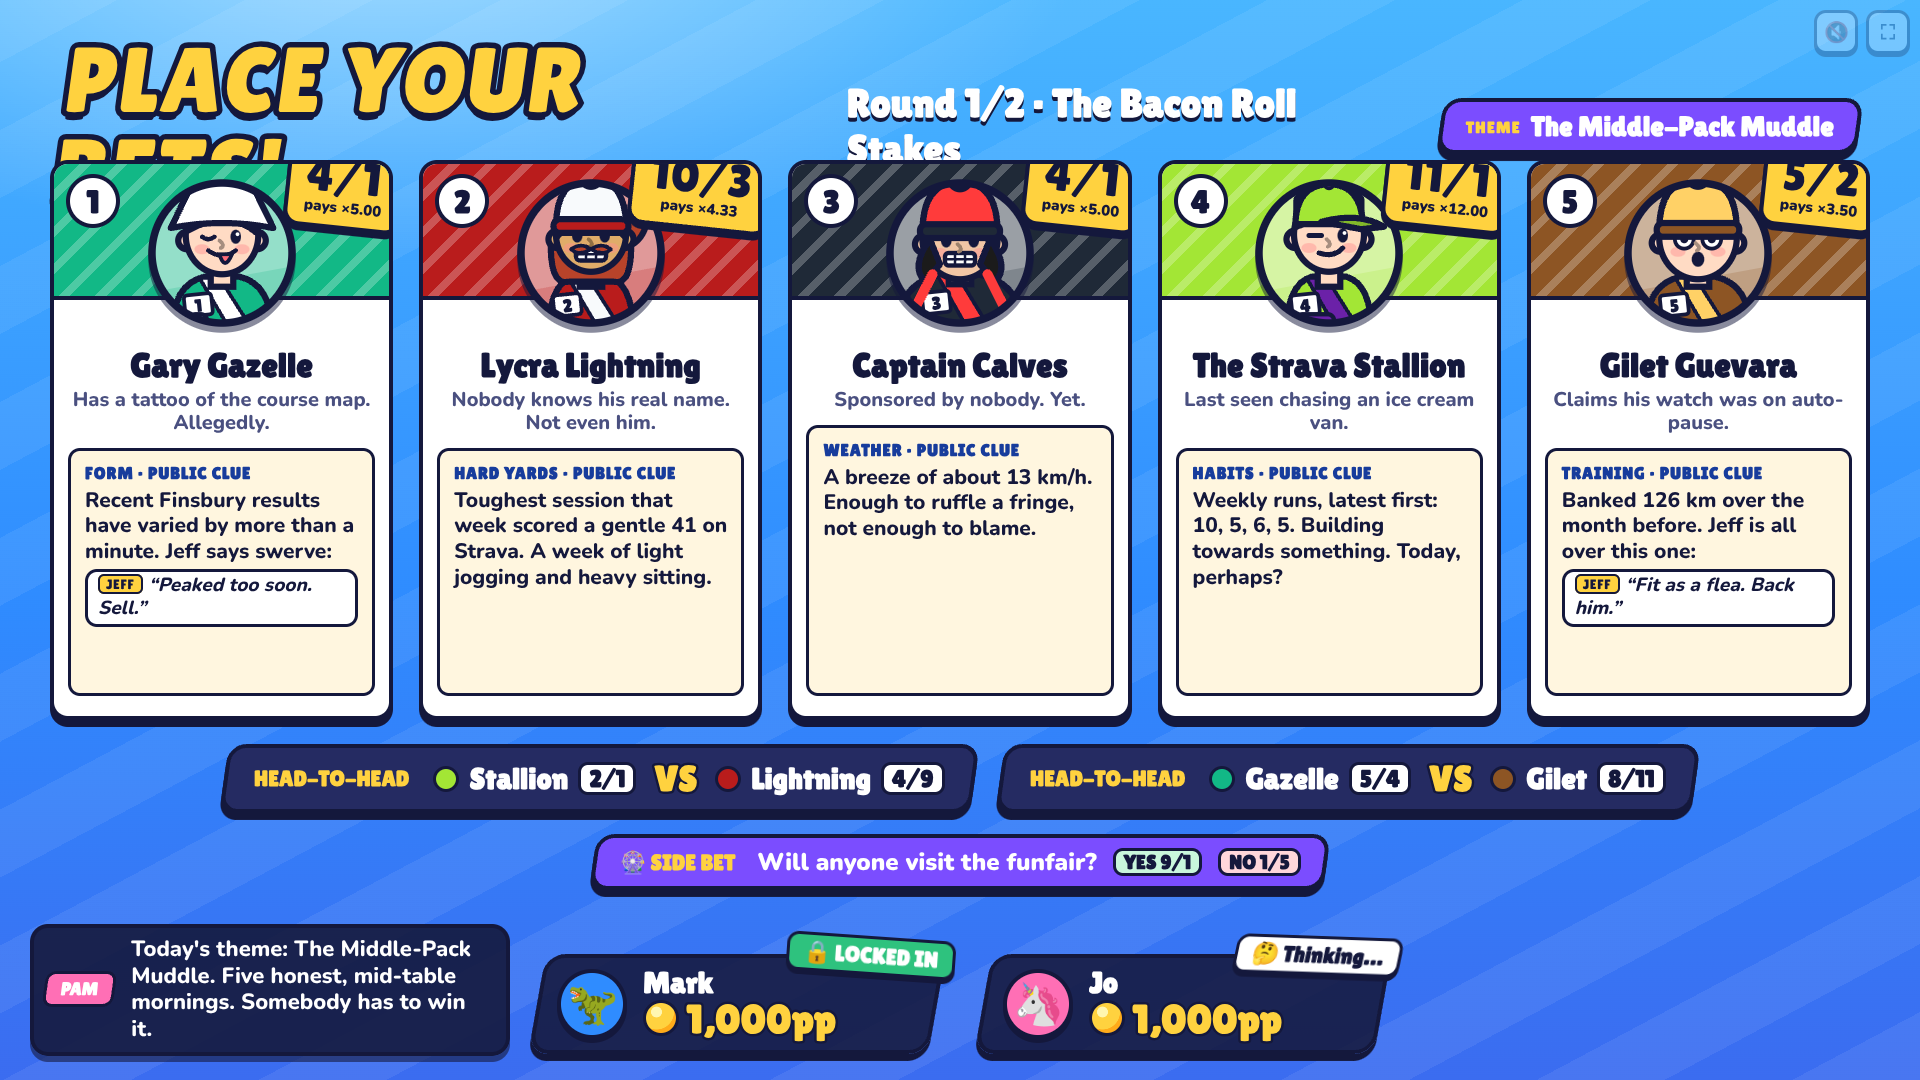 PLACE YOUR
BETS!
Round 1/2 · The Bacon Roll
Stakes
THEME The Middle-Pack Muddle
1
4/1
pays ×5.00
1
Gary Gazelle
Has a tattoo of the course map.
Allegedly.
FORM · PUBLIC CLUE
Recent Finsbury results
have varied by more than a
minute. Jeff says swerve:
JEFF “Peaked too soon.
Sell.”
2
10/3
pays ×4.33
2
Lycra Lightning
Nobody knows his real name.
Not even him.
HARD YARDS · PUBLIC CLUE
Toughest session that
week scored a gentle 41 on
Strava. A week of light
jogging and heavy sitting.
3
4/1
pays ×5.00
3
Captain Calves
Sponsored by nobody. Yet.
WEATHER · PUBLIC CLUE
A breeze of about 13 km/h.
Enough to ruffle a fringe,
not enough to blame.
4
11/1
pays ×12.00
4
The Strava Stallion
Last seen chasing an ice cream
van.
HABITS · PUBLIC CLUE
Weekly runs, latest first:
10, 5, 6, 5. Building
towards something. Today,
perhaps?
5
5/2
pays ×3.50
5
Gilet Guevara
Claims his watch was on auto-
pause.
TRAINING · PUBLIC CLUE
Banked 126 km over the
month before. Jeff is all
over this one:
JEFF “Fit as a flea. Back
him.”
HEAD-TO-HEAD Stallion 2/1 VS Lightning 4/9
HEAD-TO-HEAD Gazelle 5/4 VS Gilet 8/11
SIDE BET Will anyone visit the funfair? YES 9/1 NO 1/5
PAM
Today's theme: The Middle-Pack
Muddle. Five honest, mid-table
mornings. Somebody has to win
it.
LOCKED IN
Mark
1,000pp
Thinking...
Jo
1,000pp